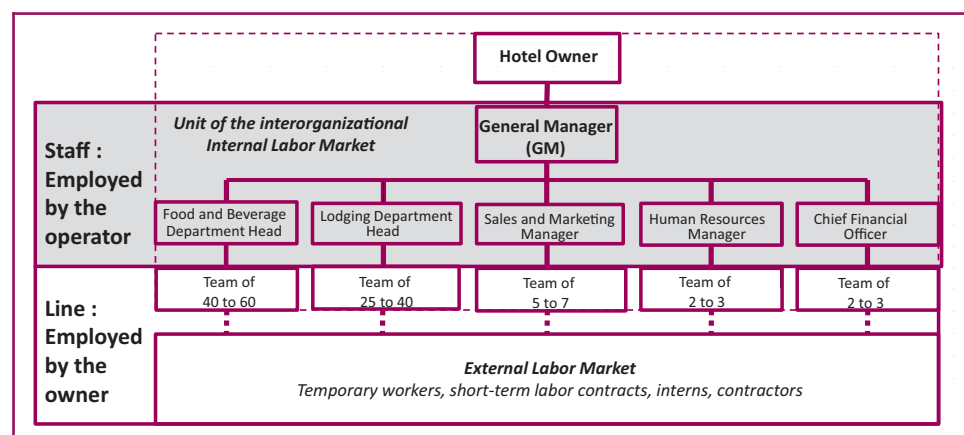 Hotel Owner
Unit of the interorganizational
Internal Labor Market
General Manager
(GM)
Staff :
Employed
by the
operator
Food and Beverage
Department Head
Lodging Department
Head
Sales and Marketing
Manager
Human Resources
Manager
Chief Financial
Officer
Line :
Employed
by the
owner
Team of
40 to 60
Team of
25 to 40
Team of
5 to 7
Team of
2 to 3
Team of
2 to 3
External Labor Market
Temporary workers, short-term labor contracts, interns, contractors